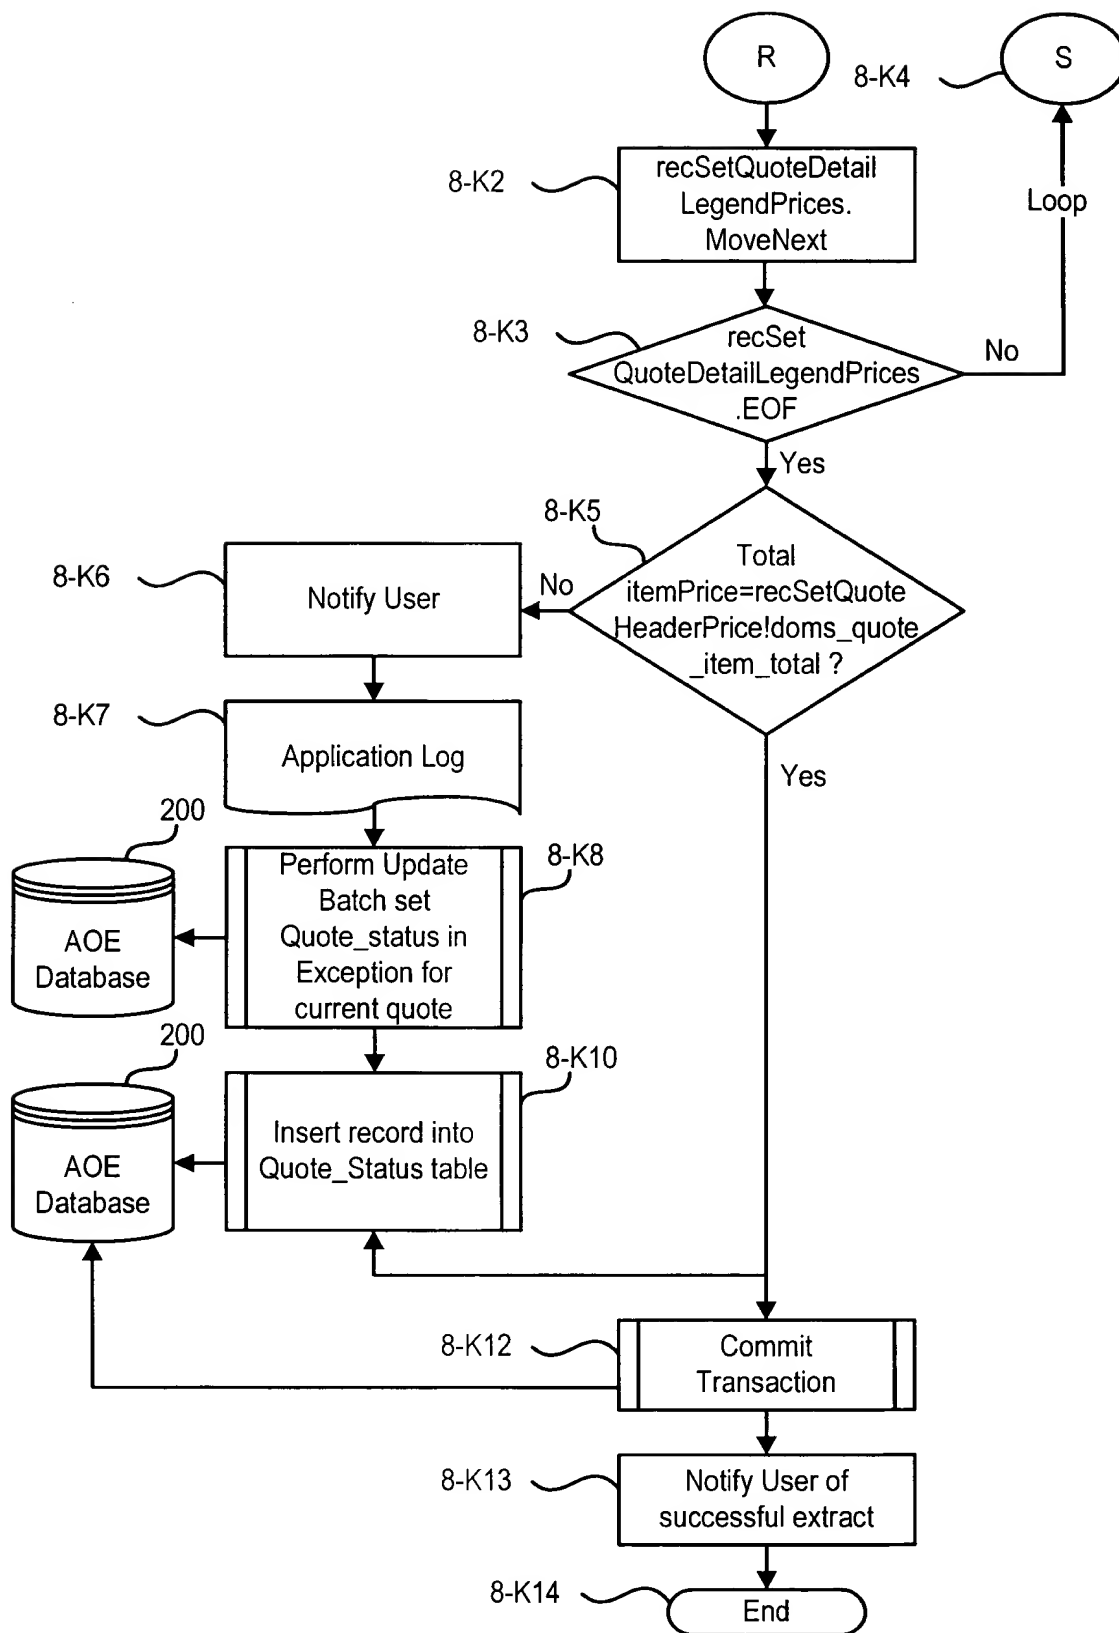 R
S
8-K4
8-K2
recSetQuoteDetail
LegendPrices.
MoveNext
Loop
8-K3
recSet
QuoteDetailLegendPrices
.EOF
No
Yes
8-K5
Total
itemPrice=recSetQuote
HeaderPrice!doms_quote
_item_total ?
No
8-K6
Notify User
8-K7
Application Log
Yes
200
AOE
Database
Perform Update
Batch set
Quote_status in
Exception for
current quote
8-K8
200
AOE
Database
Insert record into
Quote_Status table
8-K10
8-K12
Commit
Transaction
8-K13
Notify User of
successful extract
8-K14
End